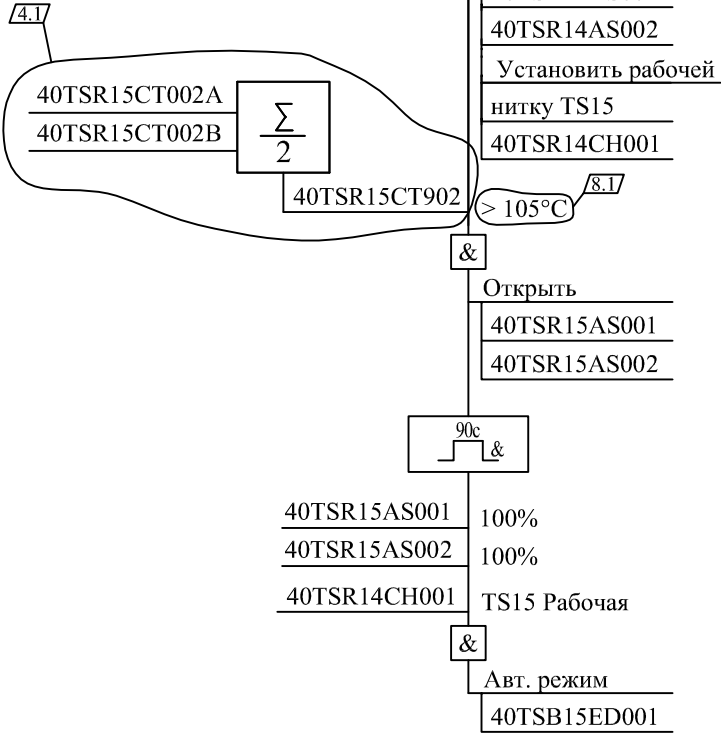 4.1
40TSR14AS002
Установить рабочей
нитку TS15
40TSR14CH001
40TSR15CT002A
40TSR15CT002B
∑
2
40TSR15CT902
> 105°C
8.1
&
Открыть
40TSR15AS001
40TSR15AS002
90с
&
40TSR15AS001
100%
40TSR15AS002
100%
40TSR14CH001
TS15 Рабочая
&
Авт. режим
40TSB15ED001